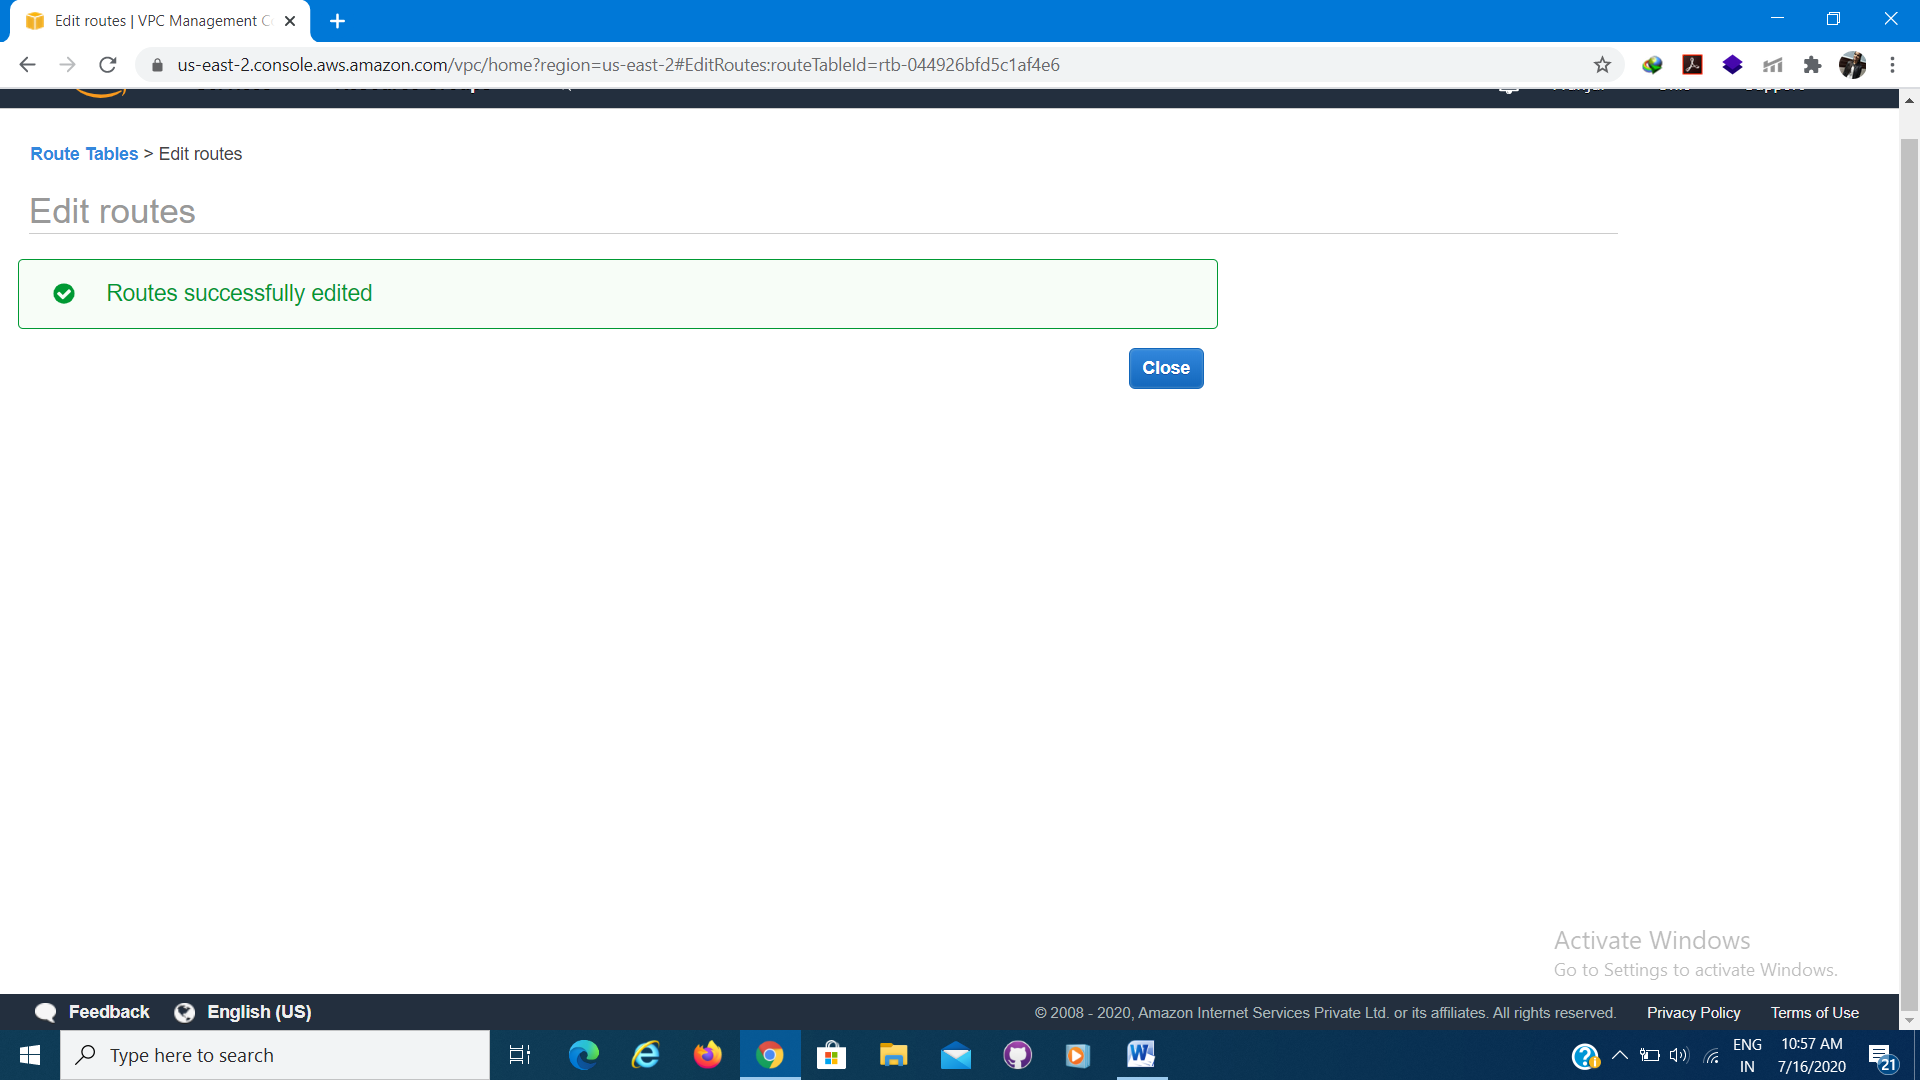 Edit routes | VPC Management C
us-east-2.console.aws.amazon.com/vpc/home?region=us-east-2#EditRoutes:routeTableId=rtb-044926bfd5c1af4e6
Route Tables > Edit routes
Edit routes
Routes successfully edited
Close
Activate Windows
Go to Settings to activate Windows.
Feedback English (US) © 2008 - 2020, Amazon Internet Services Private Ltd. or its affiliates. All rights reserved. Privacy Policy Terms of Use
Type here to search
ENG 10:57 AM
IN 7/16/2020 21